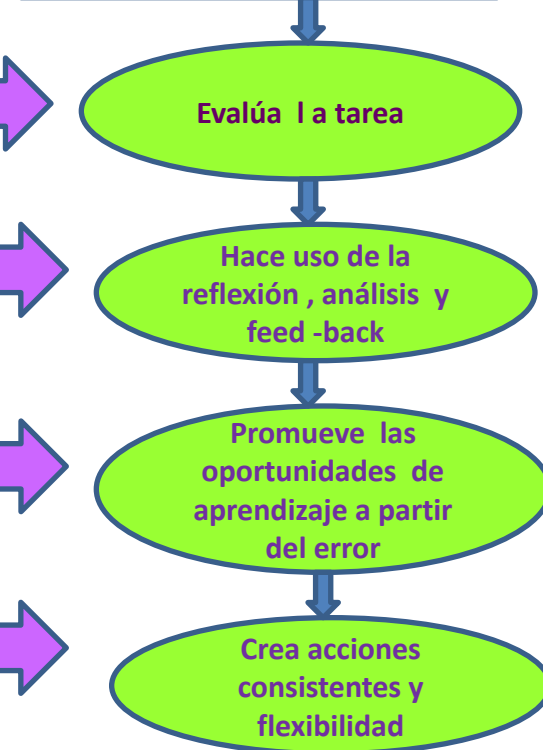 Evalúa l a tarea
Hace uso de la
reflexión , análisis y
feed -back
Promueve las
oportunidades de
aprendizaje a partir
del error
Crea acciones
consistentes y
flexibilidad